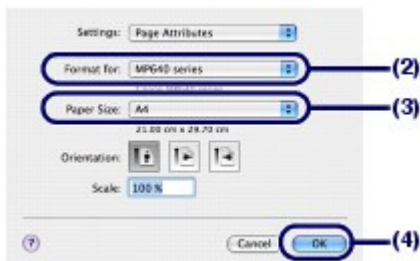 Settings: Page Attributes
Format for: MP640 series (2)
Paper Size: A4 (3)
21.00 cm x 29.70 cm
Orientation:
Scale: 100 %
? Cancel OK (4)